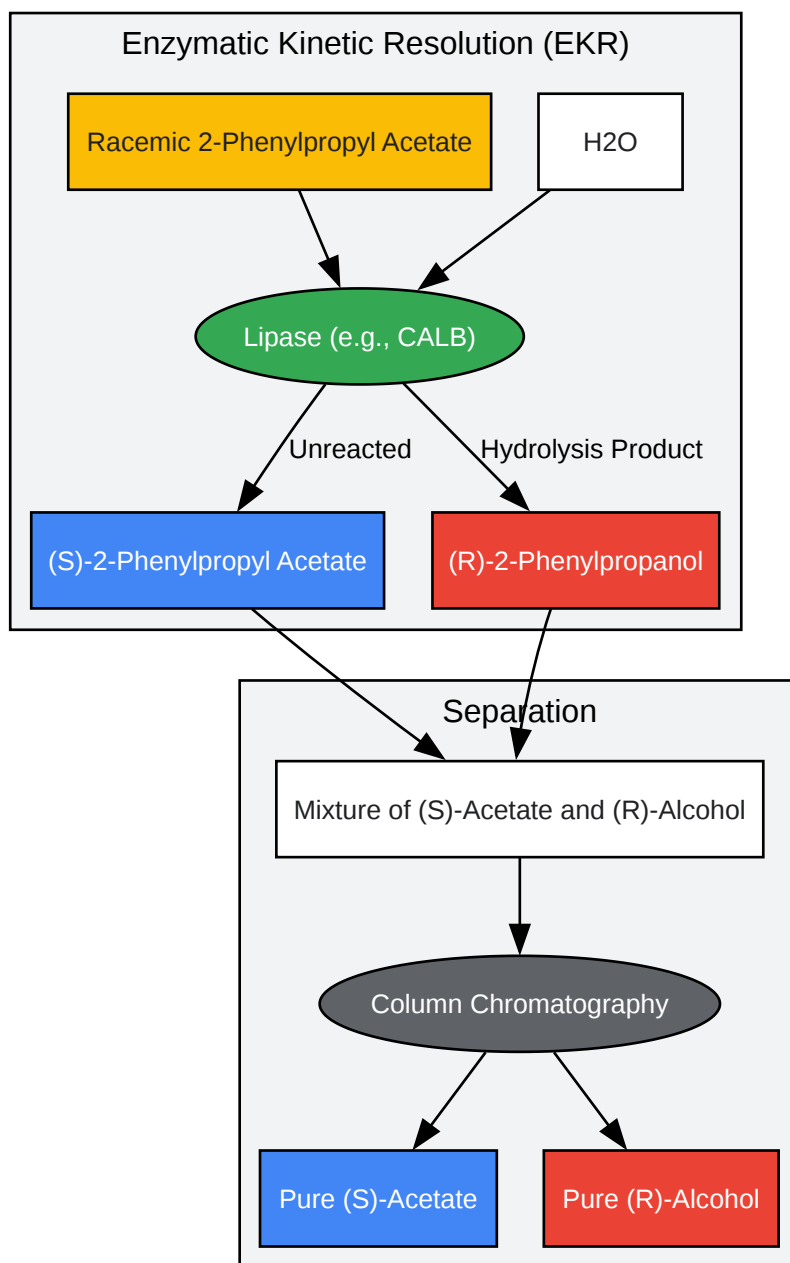 Enzymatic Kinetic Resolution (EKR)
Racemic 2-Phenylpropyl Acetate
H2O
Lipase (e.g., CALB)
Unreacted
Hydrolysis Product
(S)-2-Phenylpropyl Acetate
(R)-2-Phenylpropanol
Separation
Mixture of (S)-Acetate and (R)-Alcohol
Column Chromatography
Pure (S)-Acetate
Pure (R)-Alcohol